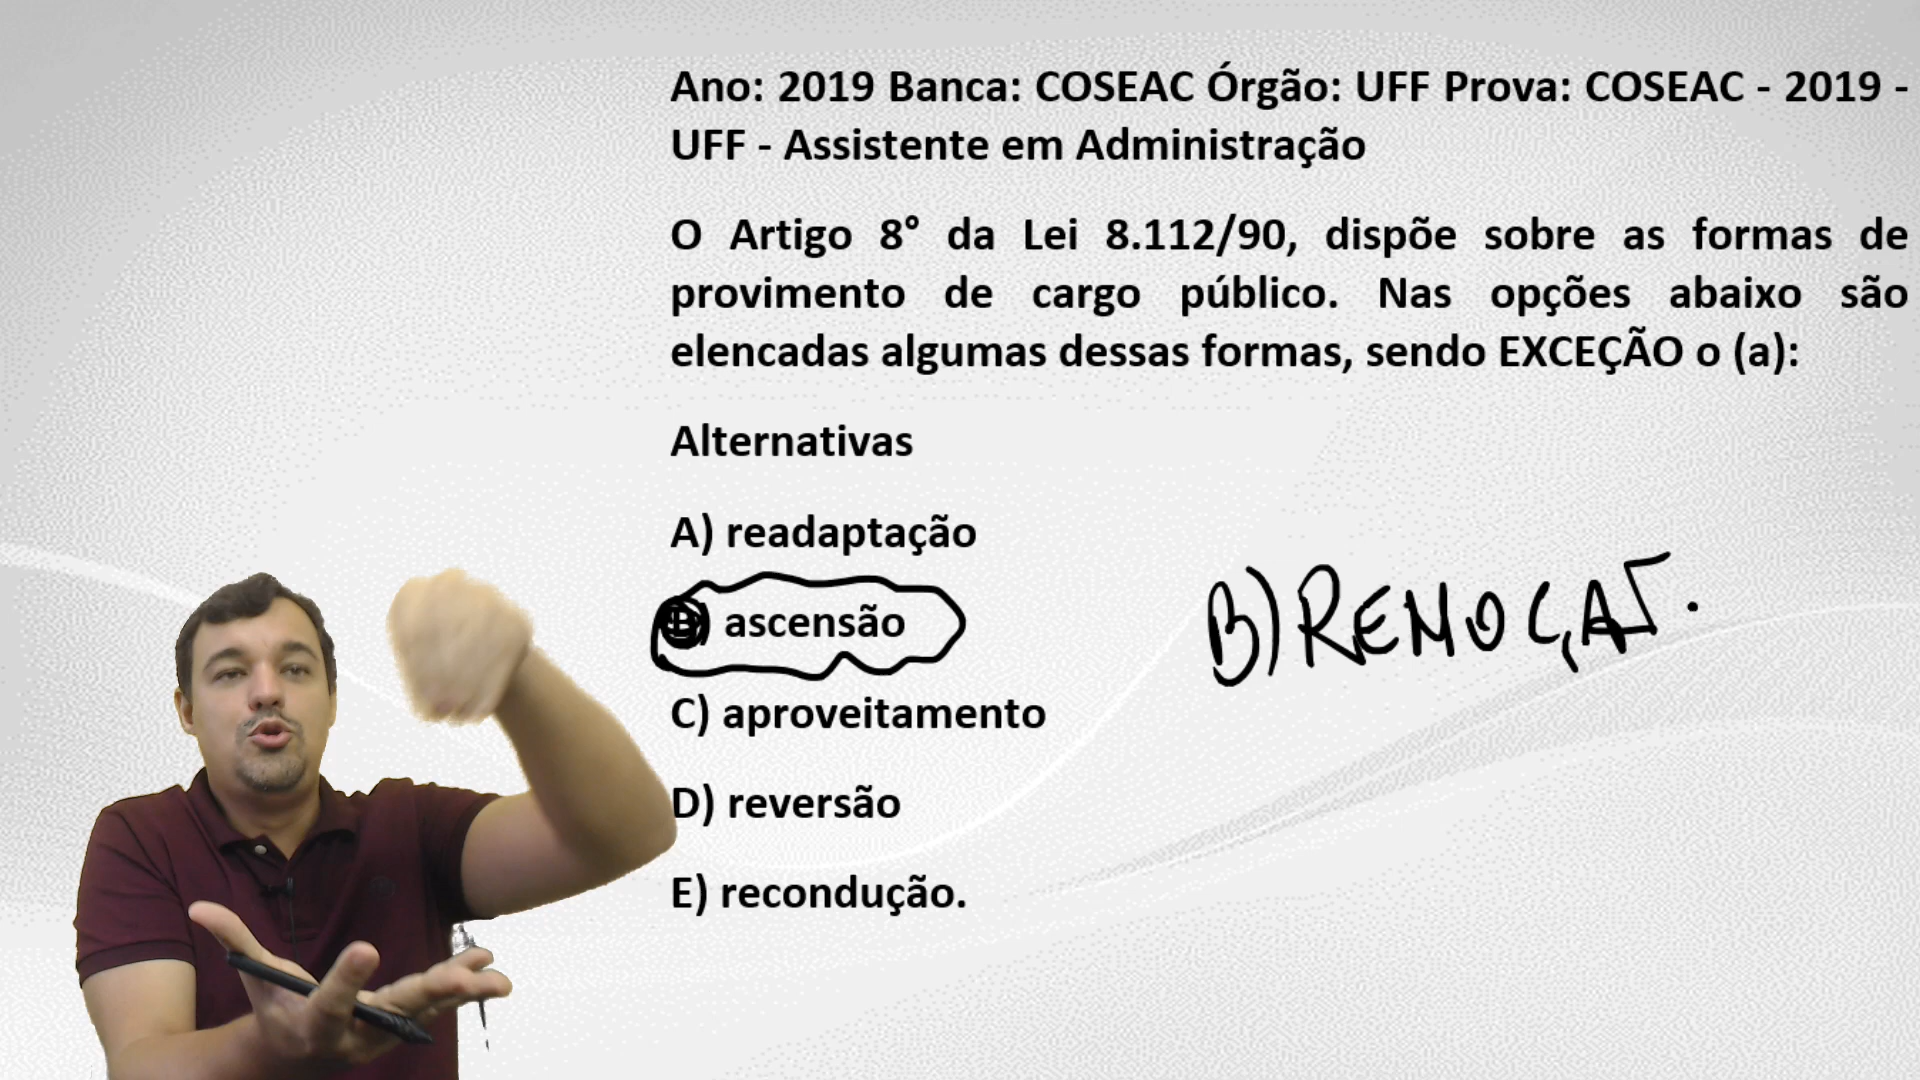 Ano: 2019 Banca: COSEAC Órgão: UFF Prova: COSEAC - 2019 -
UFF - Assistente em Administração
O Artigo 8° da Lei 8.112/90, dispõe sobre as formas de
provimento de cargo público. Nas opções abaixo são
elencadas algumas dessas formas, sendo EXCEÇÃO o (a):
Alternativas
A) readaptação
B) ascensão
B) REMOÇÃO.
C) aproveitamento
D) reversão
E) recondução.